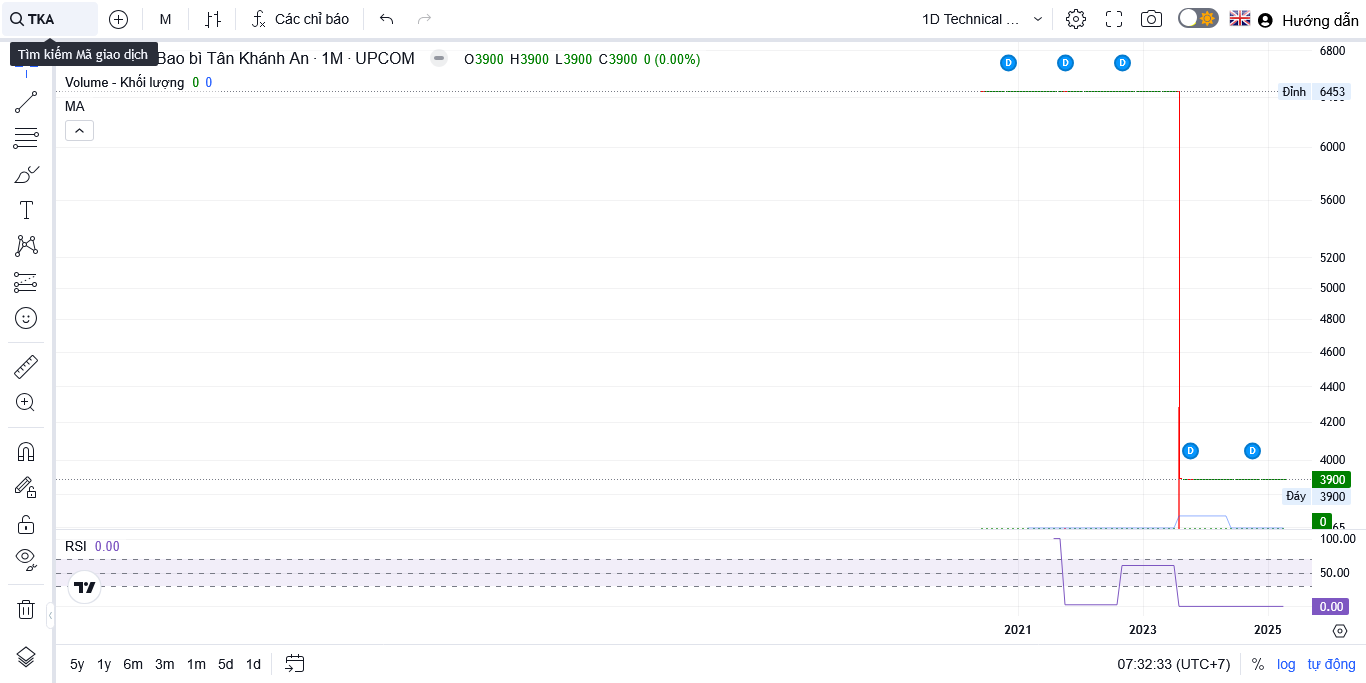 TKA
M
Các chỉ báo
1D Technical ...
Hướng dẫn
Tìm kiếm Mã giao dịch
Bao bì Tân Khánh An · 1M · UPCOM
O3900 H3900 L3900 C3900 0 (0.00%)
Volume - Khối lượng 0 0
MA
D D D
6800
Đỉnh 6453
6000
5600
5200
5000
4800
4600
4400
4200
D D
4000
3900
Đáy 3900
0
65
RSI 0.00
100.00
50.00
0.00
2021 2023 2025
5y 1y 6m 3m 1m 5d 1d
07:32:33 (UTC+7) % log tự động